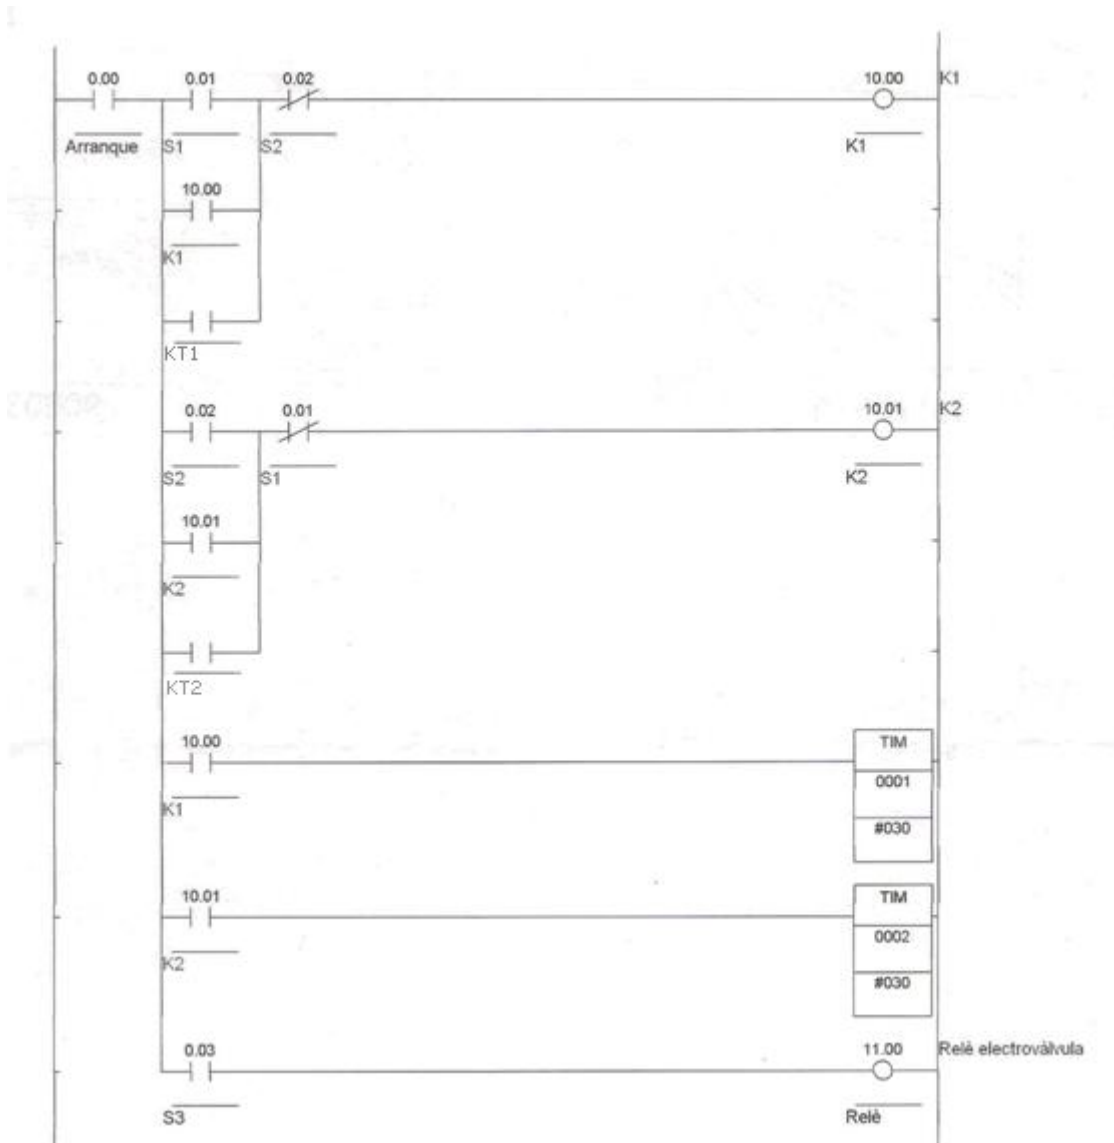 0.00 0.01 0.02 10.00 K1
Arranque S1 S2 K1
10.00
K1
KT1
0.02 0.01 10.01 K2
S2 S1 K2
10.01
K2
KT2
10.00 TIM
K1 0001
#030
10.01 TIM
K2 0002
#030
0.03 11.00 Relè electrovàlvula
S3 Relè